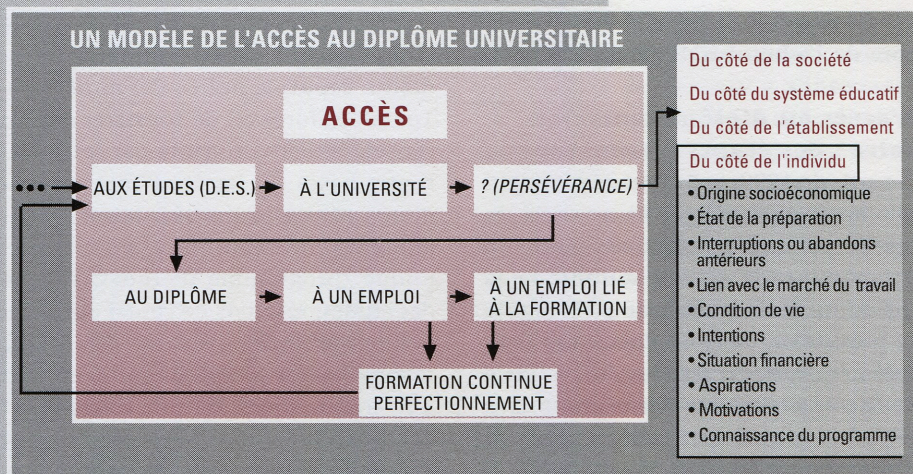 UN MODÈLE DE L'ACCÈS AU DIPLÔME UNIVERSITAIRE
ACCÈS
AUX ÉTUDES (D.E.S.)
À L'UNIVERSITÉ
? (PERSÉVÉRANCE)
AU DIPLÔME
À UN EMPLOI
À UN EMPLOI LIÉ
À LA FORMATION
FORMATION CONTINUE
PERFECTIONNEMENT
Du côté de la société
Du côté du système éducatif
Du côté de l'établissement
Du côté de l'individu
• Origine socioéconomique
• État de la préparation
• Interruptions ou abandons
antérieurs
• Lien avec le marché du travail
• Condition de vie
• Intentions
• Situation financière
• Aspirations
• Motivations
• Connaissance du programme